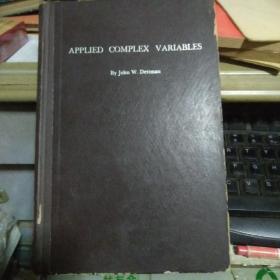 APPLIED COMPLEX VARIABLES
By John W. Dettman